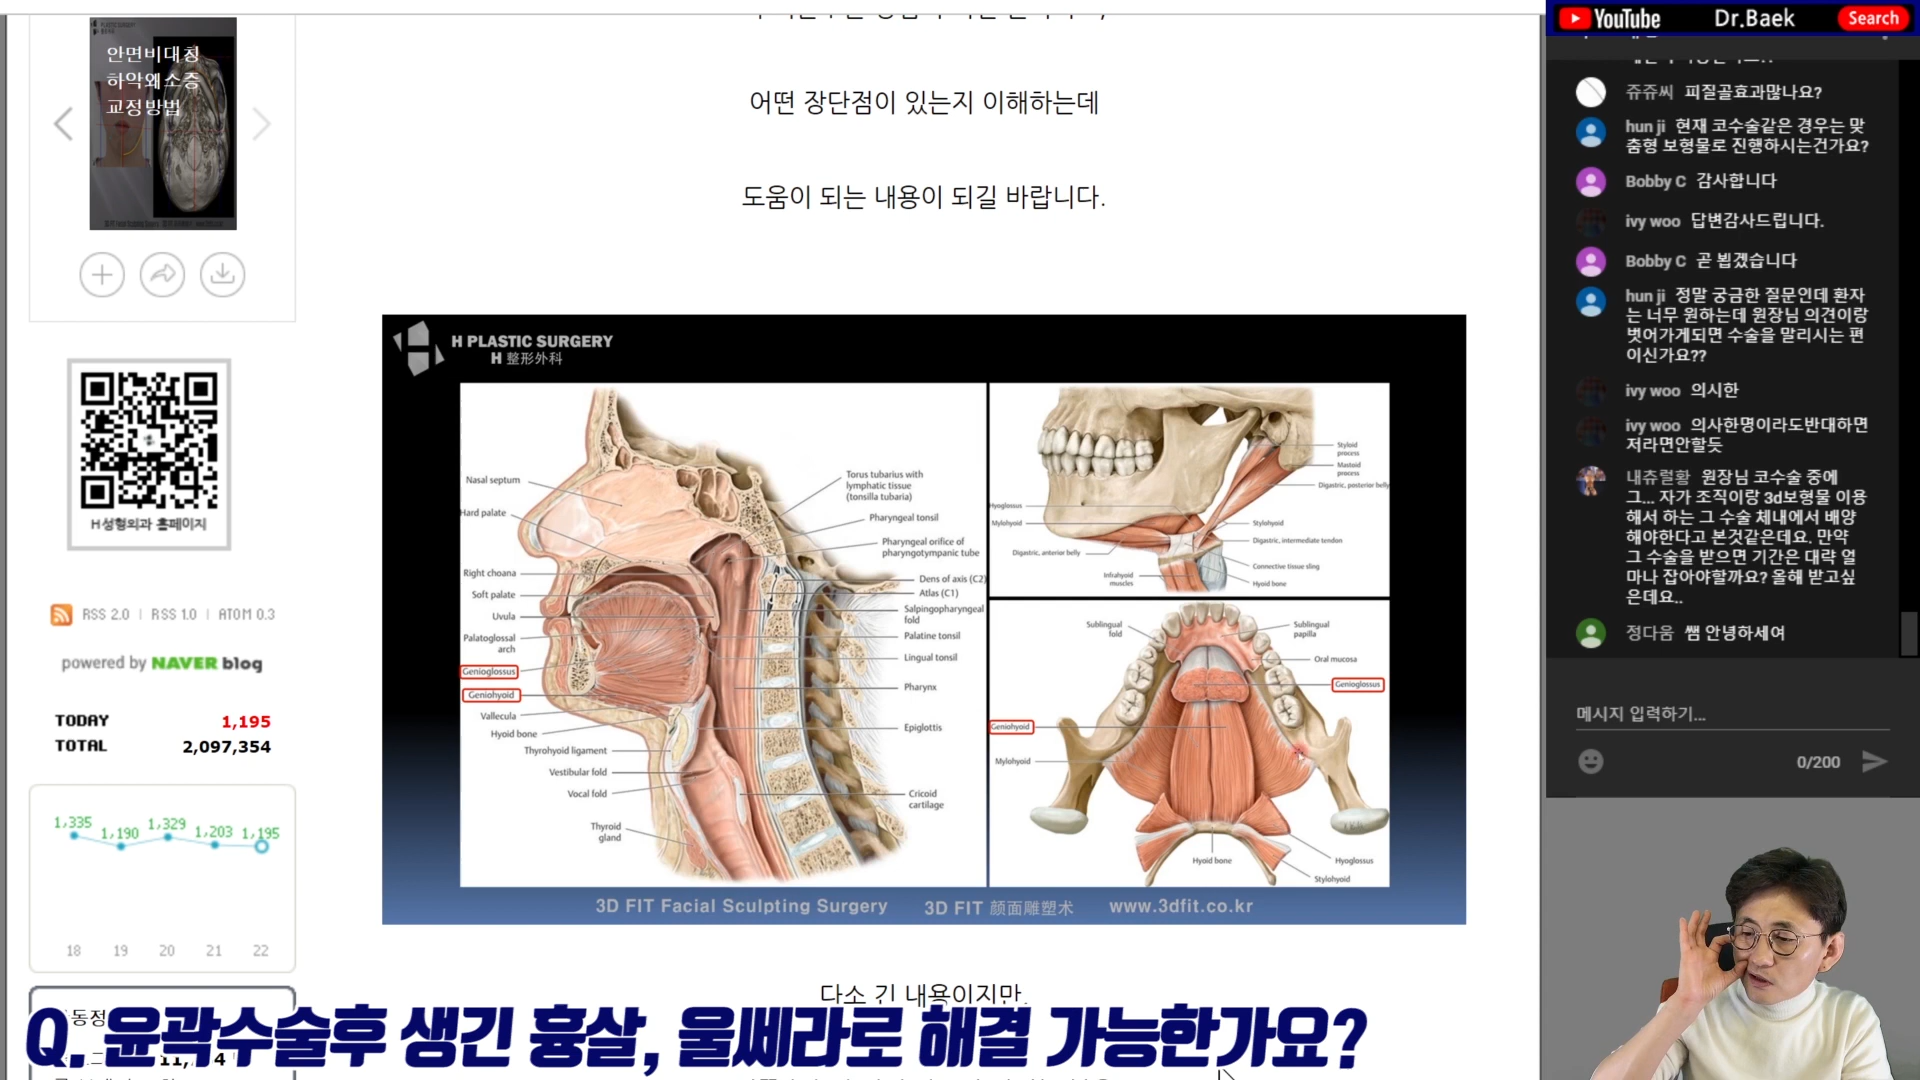 안면비대칭
하악왜소증
교정방법
H성형외과 홈페이지
RSS 2.0 | RSS 1.0 | ATOM 0.3
powered by NAVER blog
TODAY 1,195
TOTAL 2,097,354
1,335 1,190 1,329 1,203 1,195
18 19 20 21 22
어떤 장단점이 있는지 이해하는데
도움이 되는 내용이 되길 바랍니다.
H PLASTIC SURGERY
H 整形外科
Nasal septum
Hard palate
Right choana
Soft palate
Uvula
Palatoglossal
arch
Genioglossus
Geniohyoid
Vallecula
Hyoid bone
Thyrohyoid ligament
Vestibular fold
Vocal fold
Thyroid
gland
Torus tubarius with
lymphatic tissue
(tonsilla tubaria)
Pharyngeal tonsil
Pharyngeal orifice of
pharyngotympanic tube
Dens of axis (C2)
Atlas (C1)
Salpingopharyngeal
fold
Palatine tonsil
Lingual tonsil
Pharynx
Epiglottis
Cricoid
cartilage
Styloid
process
Mastoid
process
Digastric, posterior belly
Hyoglossus
Mylohyoid
Stylohyoid
Digastric, intermediate tendon
Digastric, anterior belly
Connective tissue sling
Infrahyoid
muscles
Hyoid bone
Sublingual
fold
Sublingual
papilla
Oral mucosa
Genioglossus
Geniohyoid
Mylohyoid
Hyoid bone
Hyoglossus
Stylohyoid
3D FIT Facial Sculpting Surgery 3D FIT 颜面雕塑术 www.3dfit.co.kr
다소 긴 내용이지만,
Q. 윤곽수술후 생긴 흉살, 울쎄라로 해결 가능한가요?
YouTube Dr.Baek Search
쥬쥬씨 피질골효과많나요?
hun ji 현재 코수술같은 경우는 맞
춤형 보형물로 진행하시는건가요?
Bobby C 감사합니다
ivy woo 답변감사드립니다.
Bobby C 곧 뵙겠습니다
hun ji 정말 궁금한 질문인데 환자
는 너무 원하는데 원장님 의견이랑
벗어가게되면 수술을 말리시는 편
이신가요??
ivy woo 의시한
ivy woo 의사한명이라도반대하면
저라면안할듯
내츄럴황 원장님 코수술 중에
그... 자가 조직이랑 3d보형물 이용
해서 하는 그 수술 체내에서 배양
해야한다고 본것같은데요. 만약
그 수술을 받으면 기간은 대략 얼
마나 잡아야할까요? 올해 받고싶
은데요..
정다움 쌤 안녕하세여
메시지 입력하기...
0/200